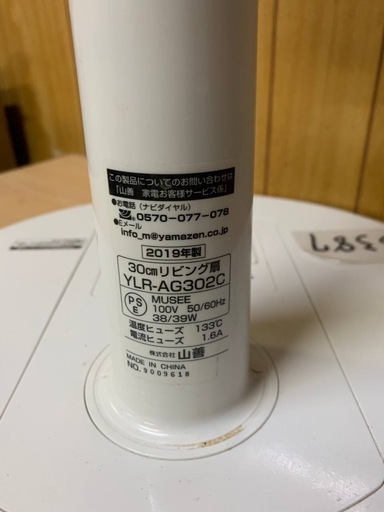 この製品についてのお問い合わせは
「山善 家電お客様サービス係」
●お電話(ナビダイヤル)
0570-077-078
●Eメール
info_m@yamazen.co.jp
2019年製
30cmリビング扇
YLR-AG302C
PS
E
MUSEE
100V 50/60Hz
38/39W
温度ヒューズ 133℃
電流ヒューズ 1.6A
株式会社 山善
MADE IN CHINA
NO. 9009618